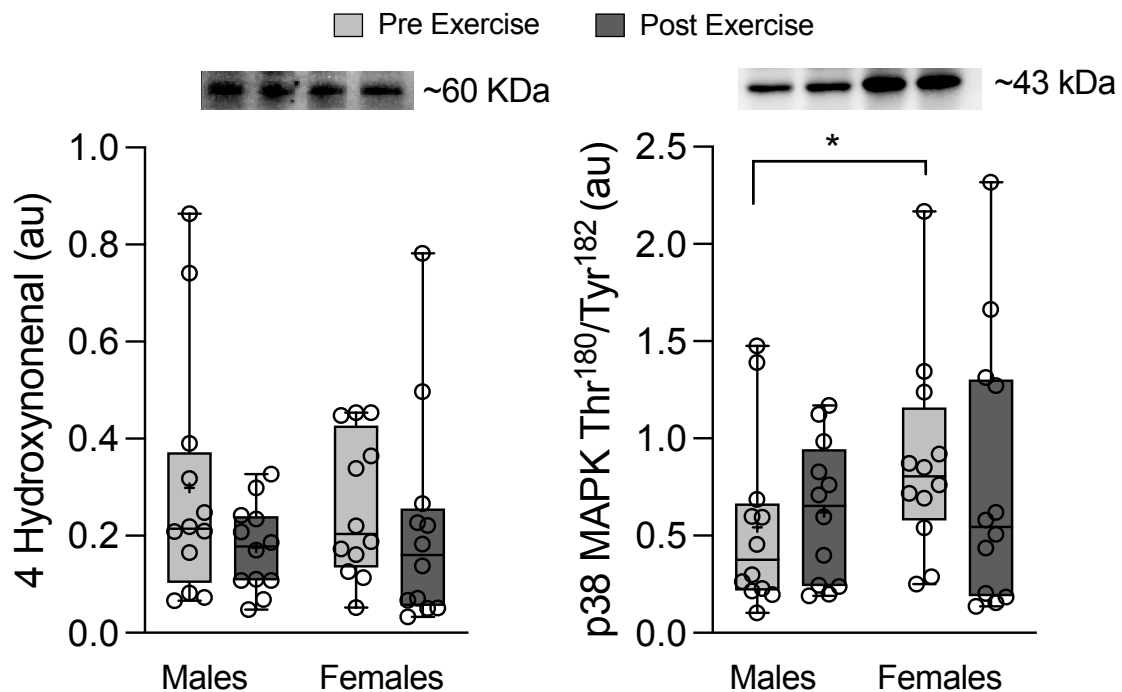 Pre Exercise
Post Exercise
~60 KDa
~43 kDa
4 Hydroxynonenal (au)
1.0
0.8
0.6
0.4
0.2
0.0
Males
Females
p38 MAPK Thr¹⁸⁰/Tyr¹⁸² (au)
2.5
2.0
1.5
1.0
0.5
0.0
*
Males
Females